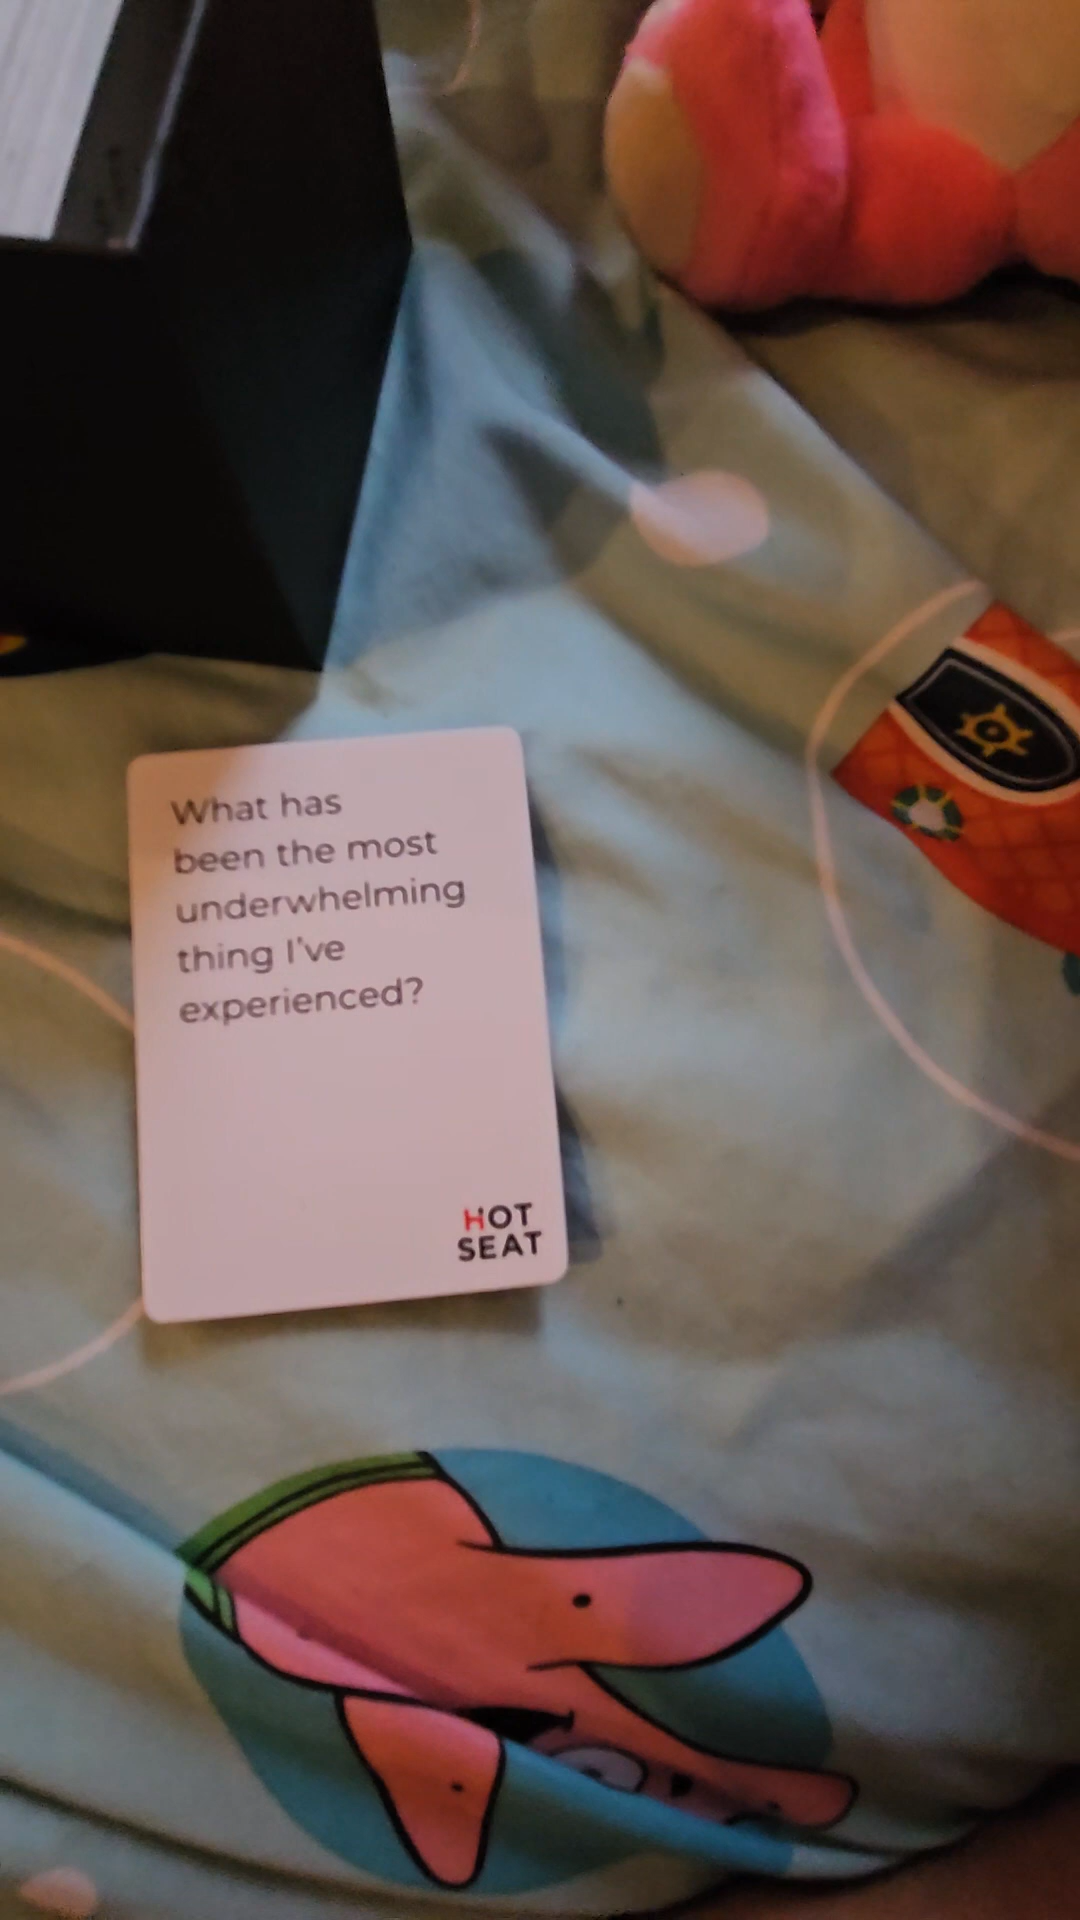 What has
been the most
underwhelming
thing I've
experienced?
HOT
SEAT